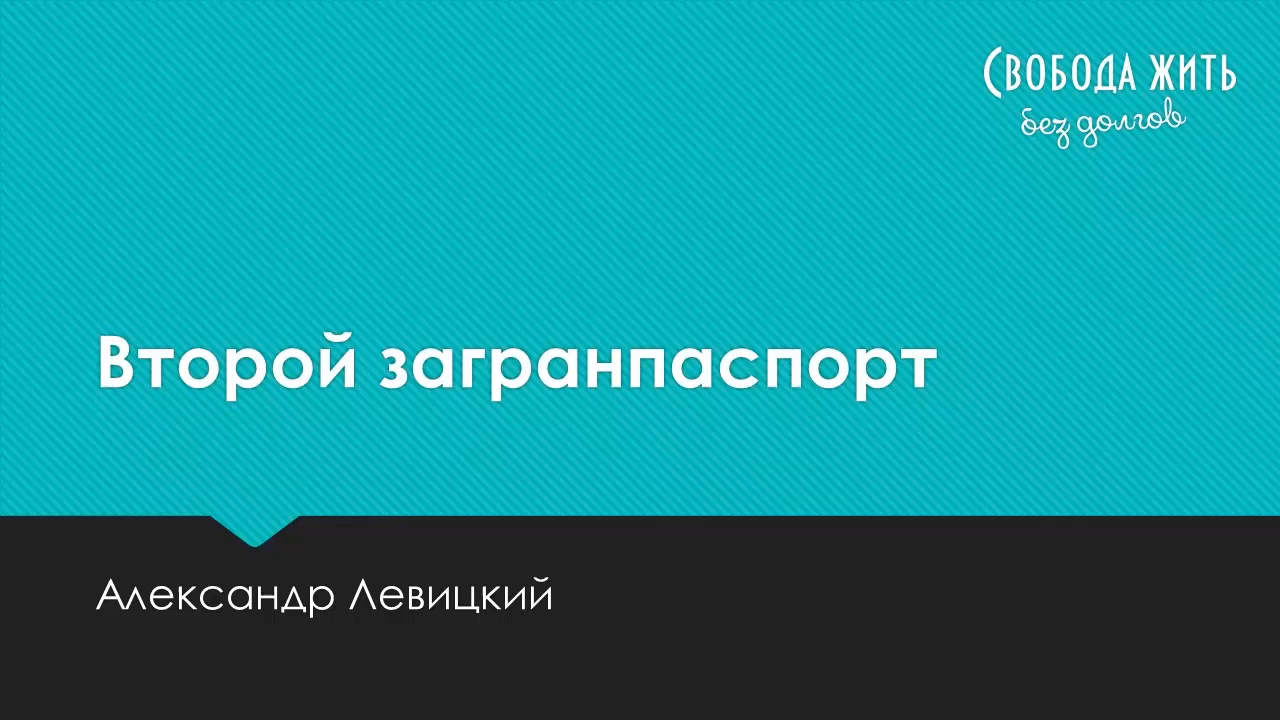 СВОБОДА ЖИТЬ
без долгов
Второй загранпаспорт
Александр Левицкий